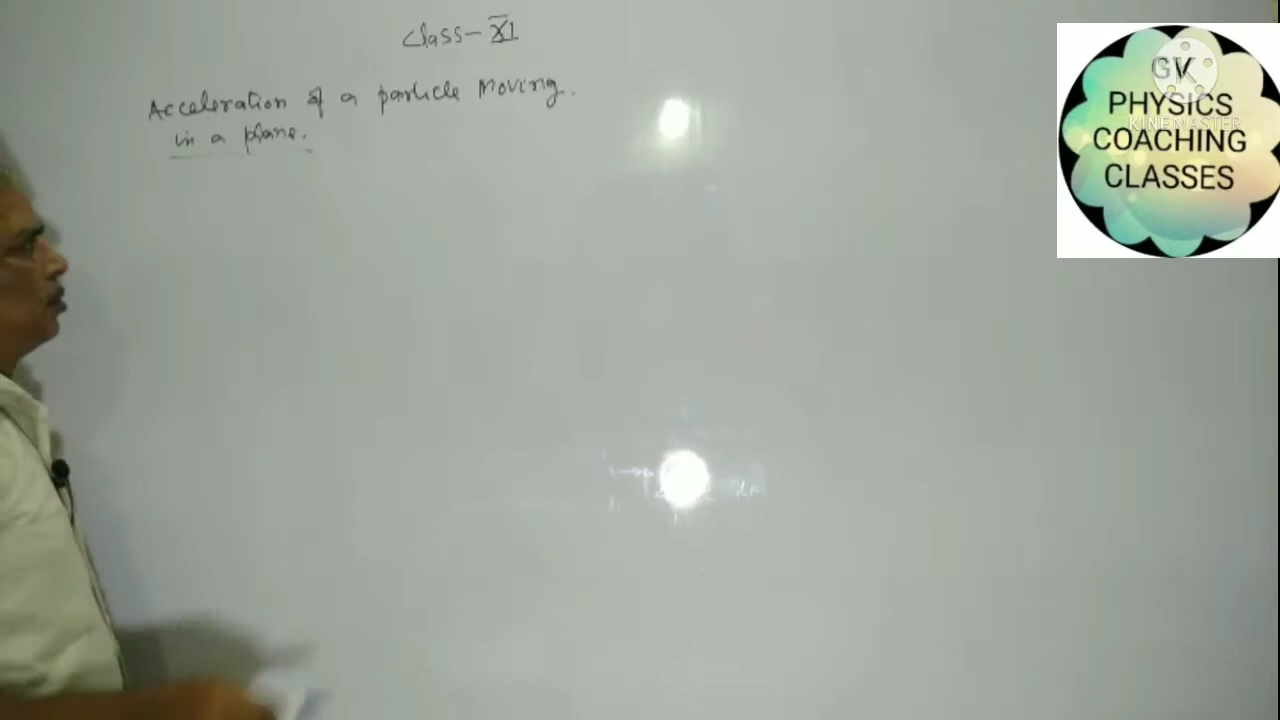 Class - XI
Acceleration of a particle Moving.
in a plane.
GK
PHYSICS
KINEMASTER
COACHING
CLASSES